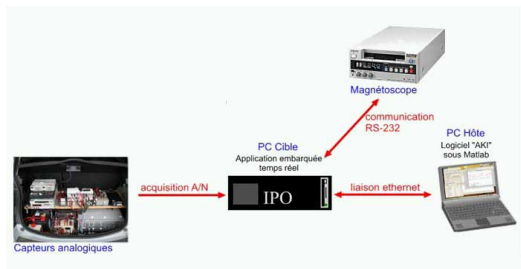 Magnétoscope
communication
RS-232
PC Cible
Application embarquée
temps réel
PC Hôte
Logiciel "AKI"
sous Matlab
acquisition A/N
IPO
liaison ethernet
Capteurs analogiques